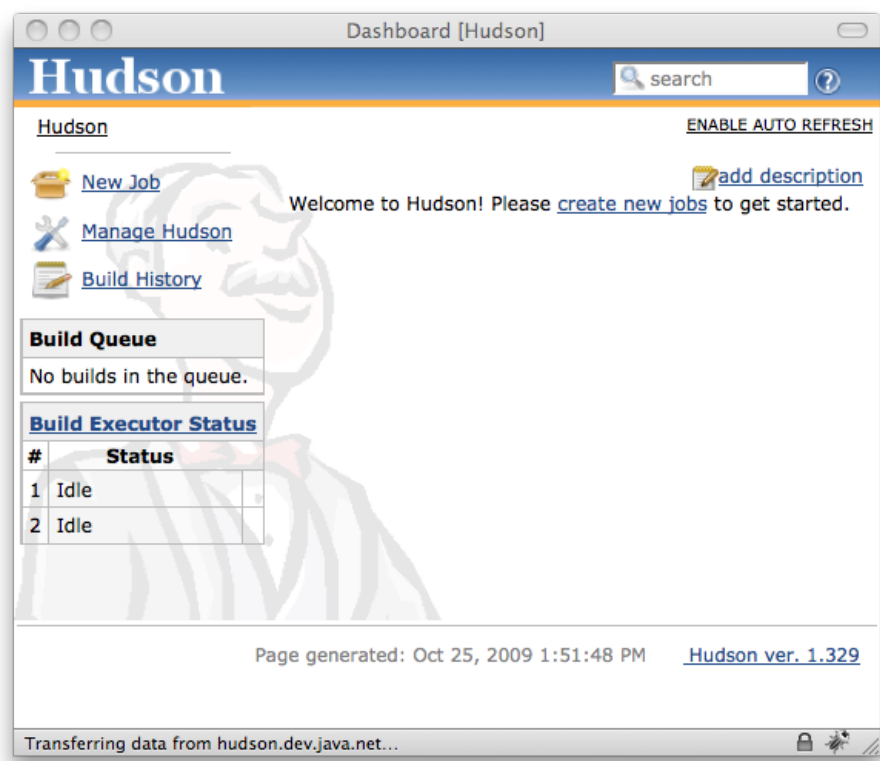 Dashboard [Hudson]
Hudson
search
Hudson
ENABLE AUTO REFRESH
New Job
Manage Hudson
Build History
add description
Welcome to Hudson! Please create new jobs to get started.
Build Queue
No builds in the queue.
Build Executor Status
# Status
1 Idle
2 Idle
Page generated: Oct 25, 2009 1:51:48 PM Hudson ver. 1.329
Transferring data from hudson.dev.java.net...